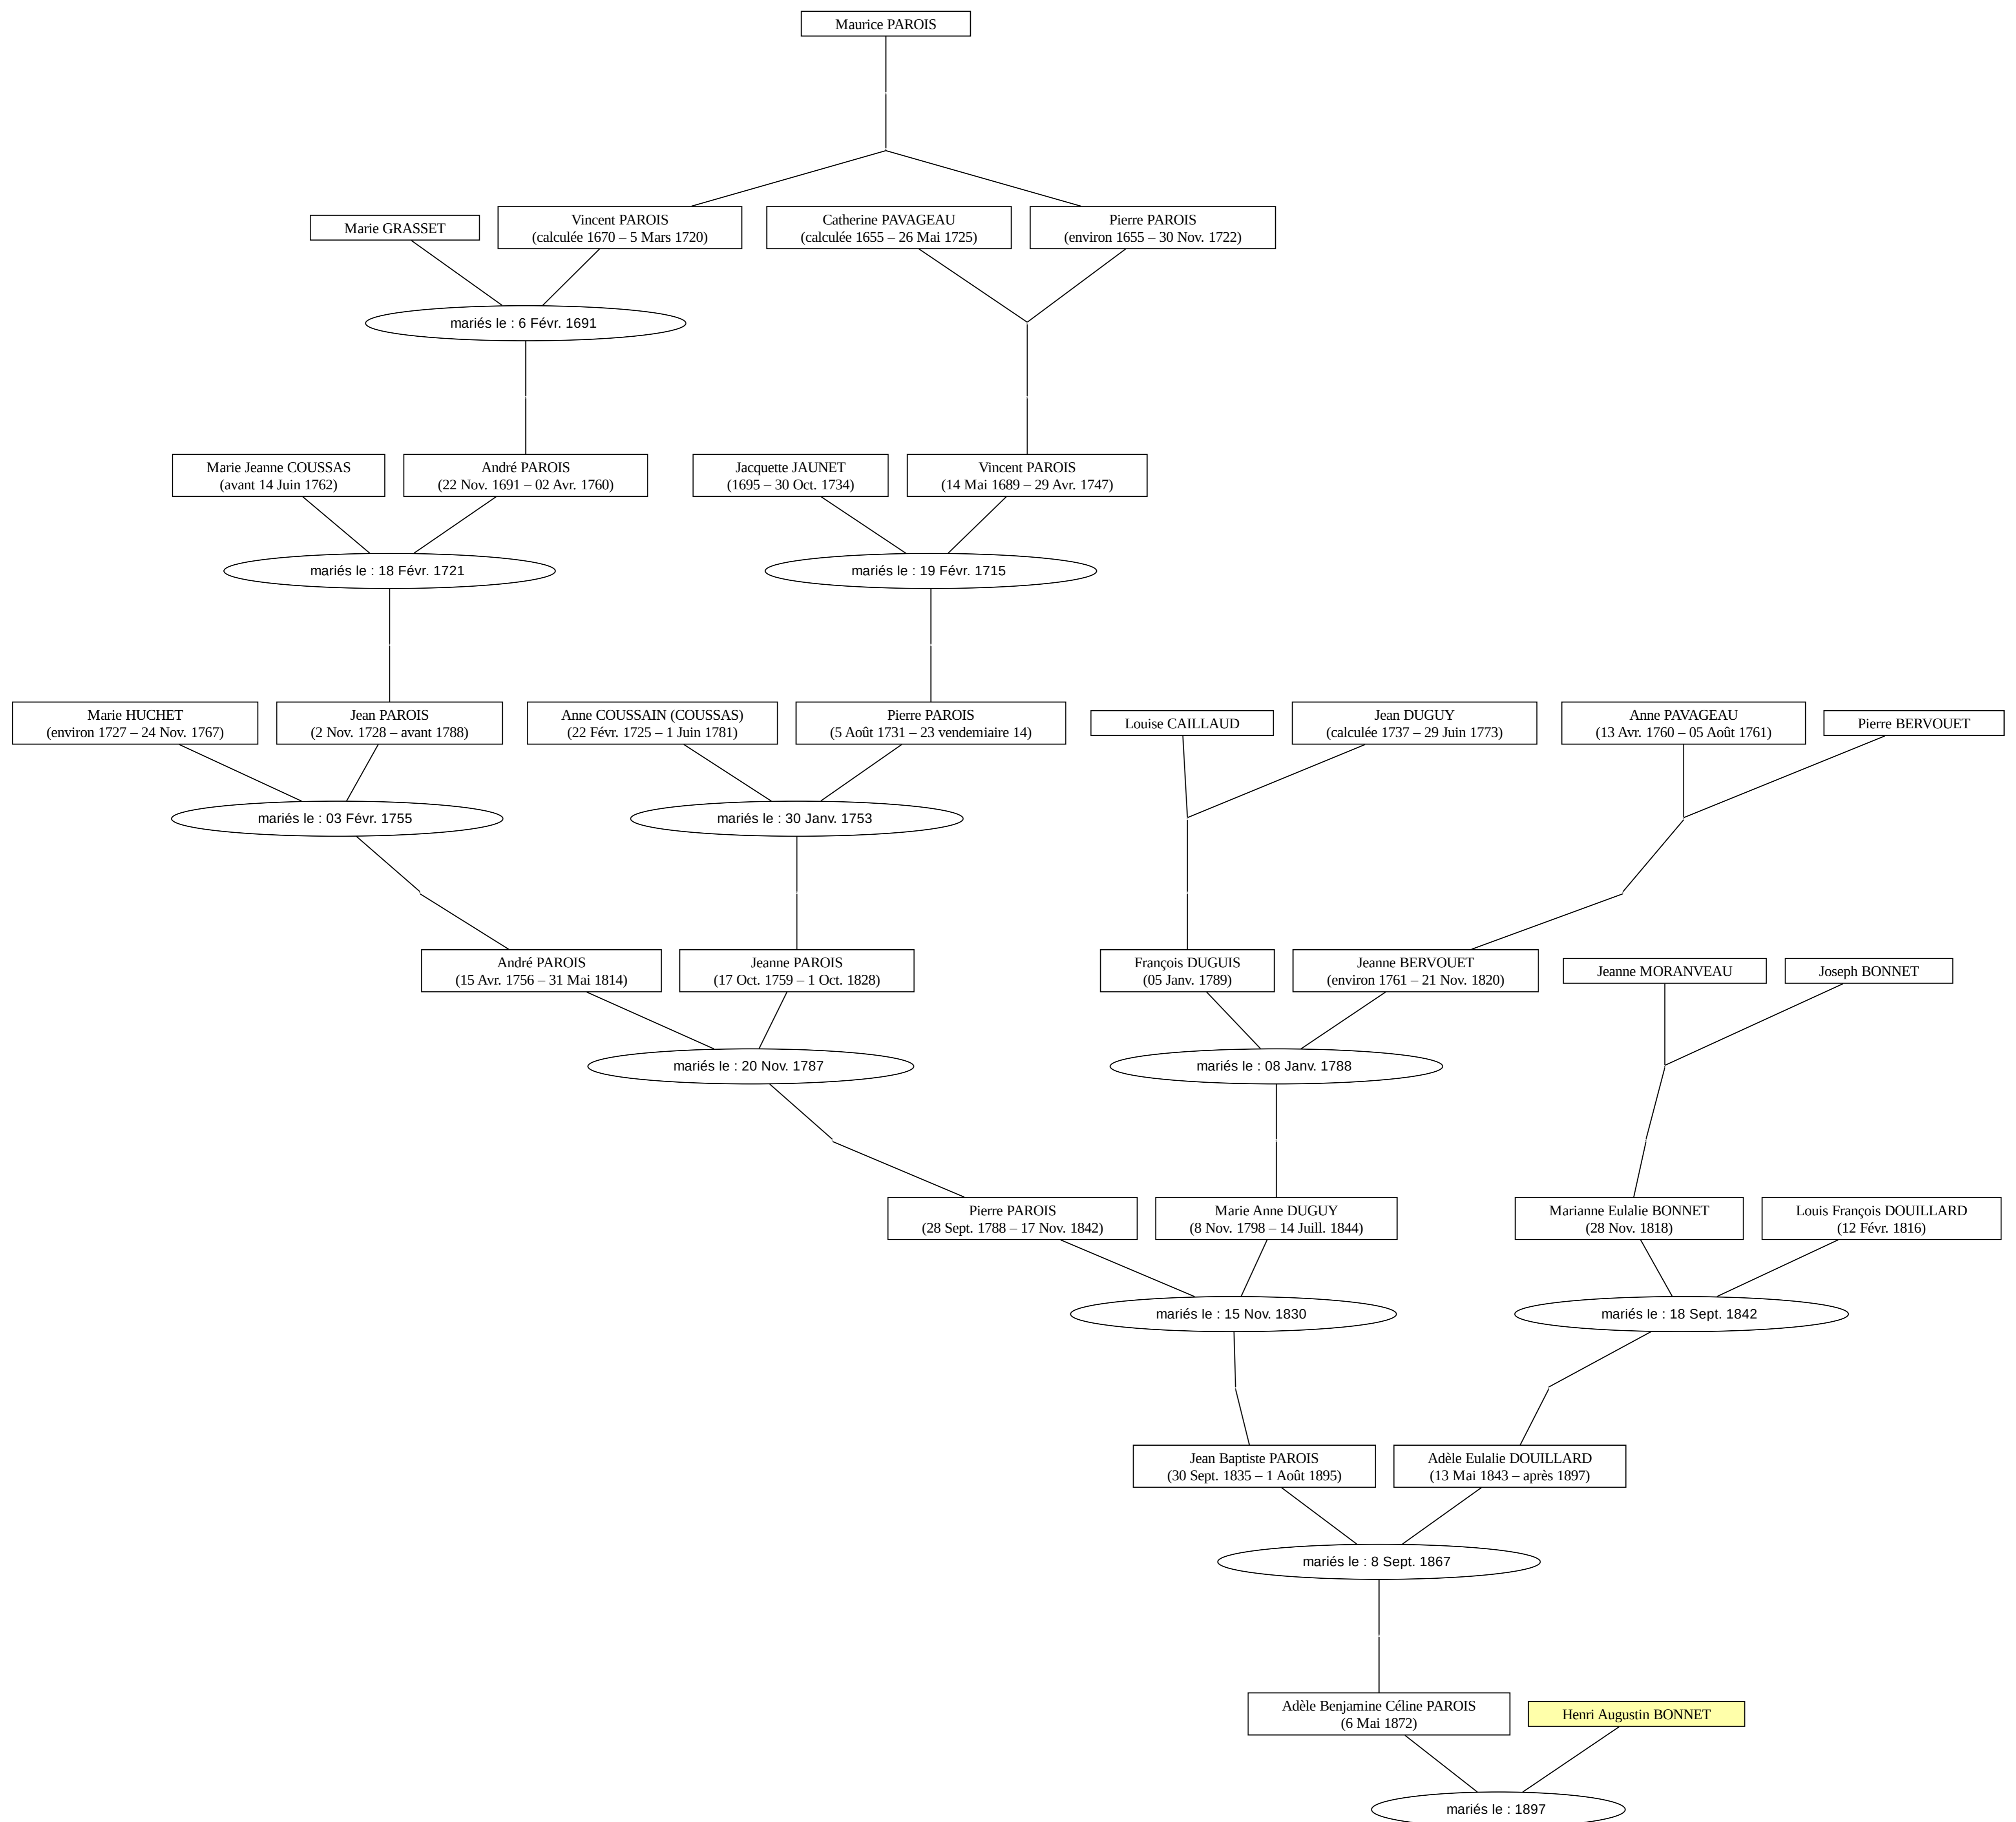 Maurice PAROIS
Marie GRASSET
Vincent PAROIS
(calculée 1670 – 5 Mars 1720)
Catherine PAVAGEAU
(calculée 1655 – 26 Mai 1725)
Pierre PAROIS
(environ 1655 – 30 Nov. 1722)
mariés le : 6 Févr. 1691
Marie Jeanne COUSSAS
(avant 14 Juin 1762)
André PAROIS
(22 Nov. 1691 – 02 Avr. 1760)
Jacquette JAUNET
(1695 – 30 Oct. 1734)
Vincent PAROIS
(14 Mai 1689 – 29 Avr. 1747)
mariés le : 18 Févr. 1721
mariés le : 19 Févr. 1715
Marie HUCHET
(environ 1727 – 24 Nov. 1767)
Jean PAROIS
(2 Nov. 1728 – avant 1788)
Anne COUSSAIN (COUSSAS)
(22 Févr. 1725 – 1 Juin 1781)
Pierre PAROIS
(5 Août 1731 – 23 vendemiaire 14)
Louise CAILLAUD
Jean DUGUY
(calculée 1737 – 29 Juin 1773)
Anne PAVAGEAU
(13 Avr. 1760 – 05 Août 1761)
Pierre BERVOUET
mariés le : 03 Févr. 1755
mariés le : 30 Janv. 1753
André PAROIS
(15 Avr. 1756 – 31 Mai 1814)
Jeanne PAROIS
(17 Oct. 1759 – 1 Oct. 1828)
François DUGUIS
(05 Janv. 1789)
Jeanne BERVOUET
(environ 1761 – 21 Nov. 1820)
Jeanne MORANVEAU
Joseph BONNET
mariés le : 20 Nov. 1787
mariés le : 08 Janv. 1788
Pierre PAROIS
(28 Sept. 1788 – 17 Nov. 1842)
Marie Anne DUGUY
(8 Nov. 1798 – 14 Juill. 1844)
Marianne Eulalie BONNET
(28 Nov. 1818)
Louis François DOUILLARD
(12 Févr. 1816)
mariés le : 15 Nov. 1830
mariés le : 18 Sept. 1842
Jean Baptiste PAROIS
(30 Sept. 1835 – 1 Août 1895)
Adèle Eulalie DOUILLARD
(13 Mai 1843 – après 1897)
mariés le : 8 Sept. 1867
Adèle Benjamine Céline PAROIS
(6 Mai 1872)
Henri Augustin BONNET
mariés le : 1897